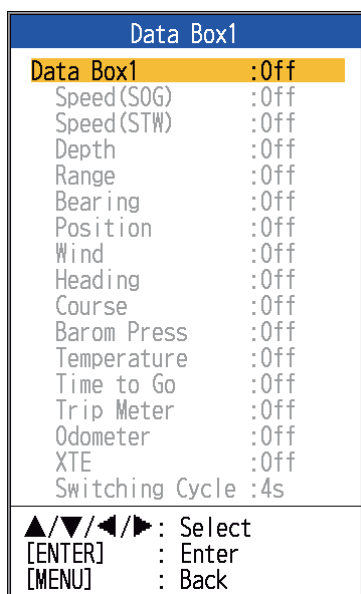 Data Box1
Data Box1 :Off
Speed(SOG) :Off
Speed(STW) :Off
Depth :Off
Range :Off
Bearing :Off
Position :Off
Wind :Off
Heading :Off
Course :Off
Barom Press :Off
Temperature :Off
Time to Go :Off
Trip Meter :Off
Odometer :Off
XTE :Off
Switching Cycle :4s
▲/▼/◀/▶: Select
[ENTER] : Enter
[MENU] : Back